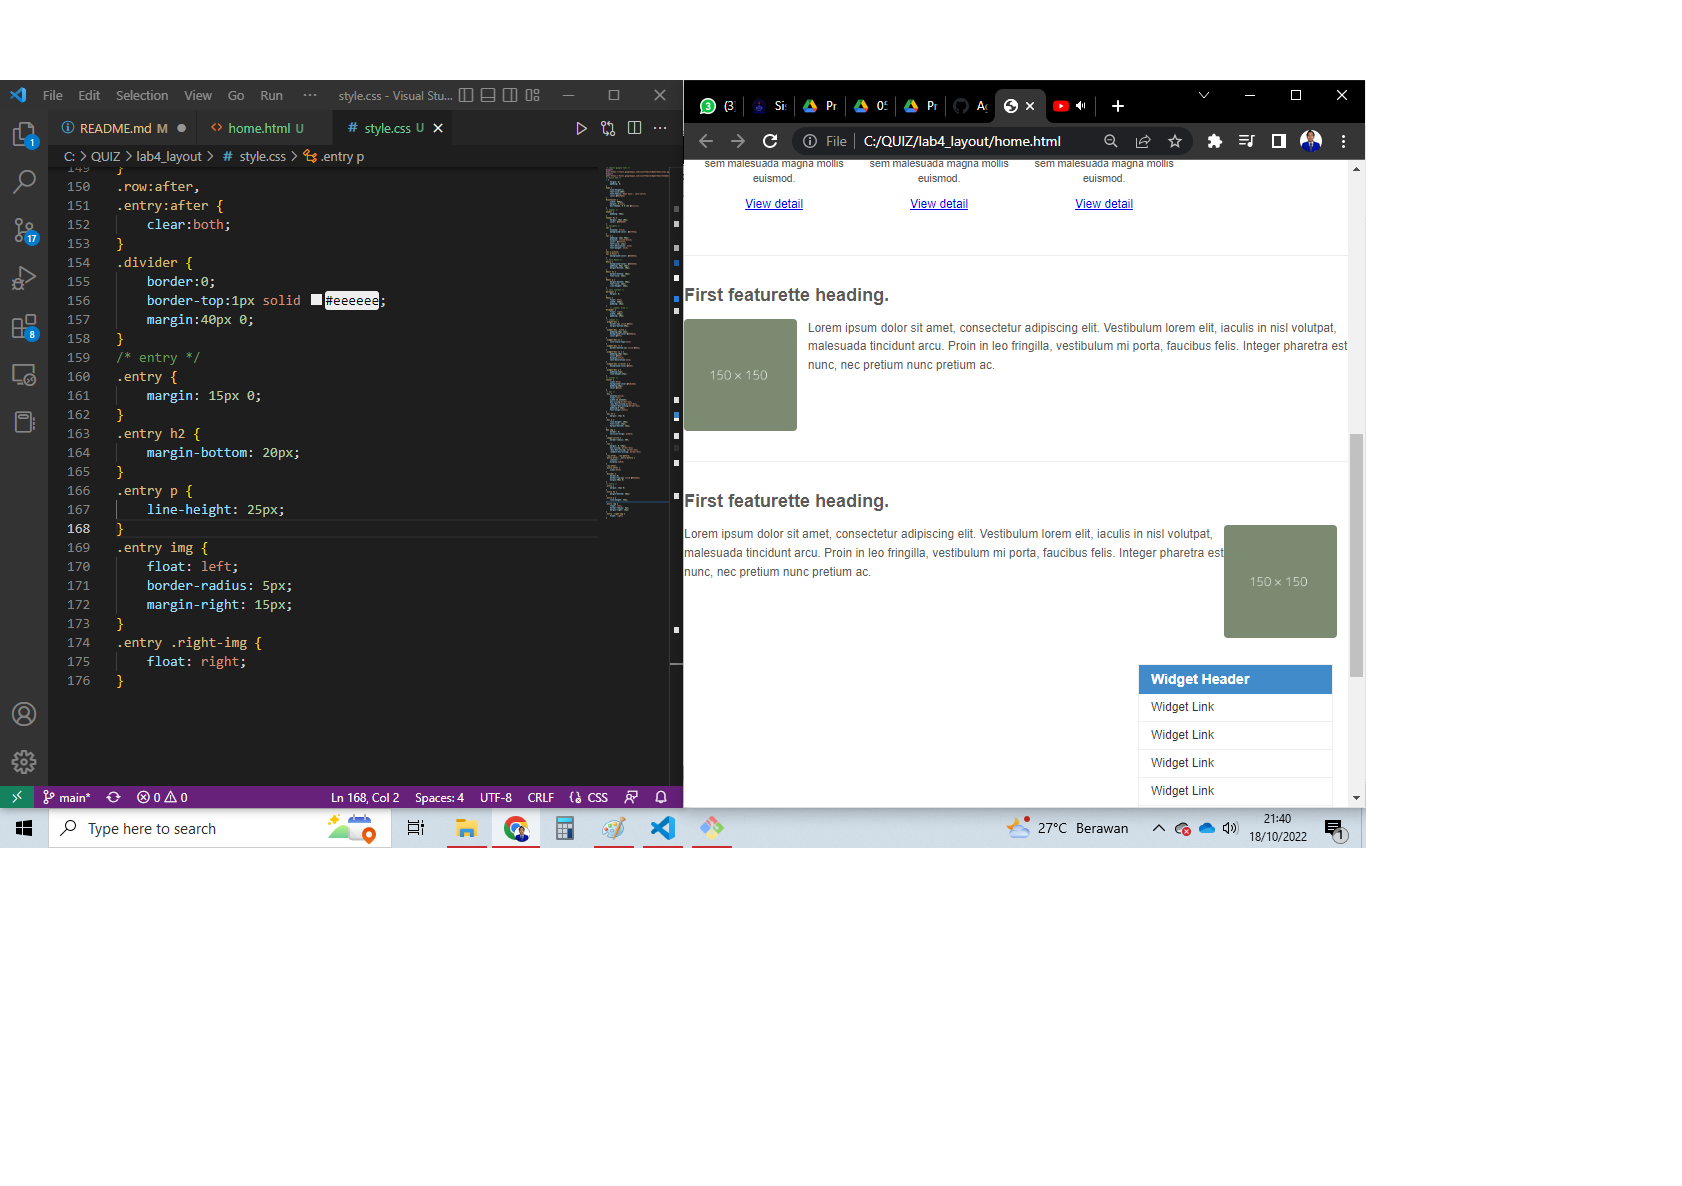 File Edit Selection View Go Run ··· style.css - Visual Stu...
README.md M ●
home.html U
# style.css U
C: > QUIZ > lab4_layout > # style.css > .entry p
149 }
150 .row:after,
151 .entry:after {
152 clear:both;
153 }
154 .divider {
155 border:0;
156 border-top:1px solid #eeeeee;
157 margin:40px 0;
158 }
159 /* entry */
160 .entry {
161 margin: 15px 0;
162 }
163 .entry h2 {
164 margin-bottom: 20px;
165 }
166 .entry p {
167 line-height: 25px;
168 }
169 .entry img {
170 float: left;
171 border-radius: 5px;
172 margin-right: 15px;
173 }
174 .entry .right-img {
175 float: right;
176 }
1
17
8
main* 0 0 Ln 168, Col 2 Spaces: 4 UTF-8 CRLF CSS
3 (3) Si Pr 05 Pr Ag
File C:/QUIZ/lab4_layout/home.html
sem malesuada magna mollis
euismod.
View detail
sem malesuada magna mollis
euismod.
View detail
sem malesuada magna mollis
euismod.
View detail
First featurette heading.
150 × 150
Lorem ipsum dolor sit amet, consectetur adipiscing elit. Vestibulum lorem elit, iaculis in nisl volutpat,
malesuada tincidunt arcu. Proin in leo fringilla, vestibulum mi porta, faucibus felis. Integer pharetra est
nunc, nec pretium nunc pretium ac.
First featurette heading.
Lorem ipsum dolor sit amet, consectetur adipiscing elit. Vestibulum lorem elit, iaculis in nisl volutpat,
malesuada tincidunt arcu. Proin in leo fringilla, vestibulum mi porta, faucibus felis. Integer pharetra est
nunc, nec pretium nunc pretium ac.
150 × 150
Widget Header
Widget Link
Widget Link
Widget Link
Widget Link
Type here to search
27°C Berawan
21:40
18/10/2022
1